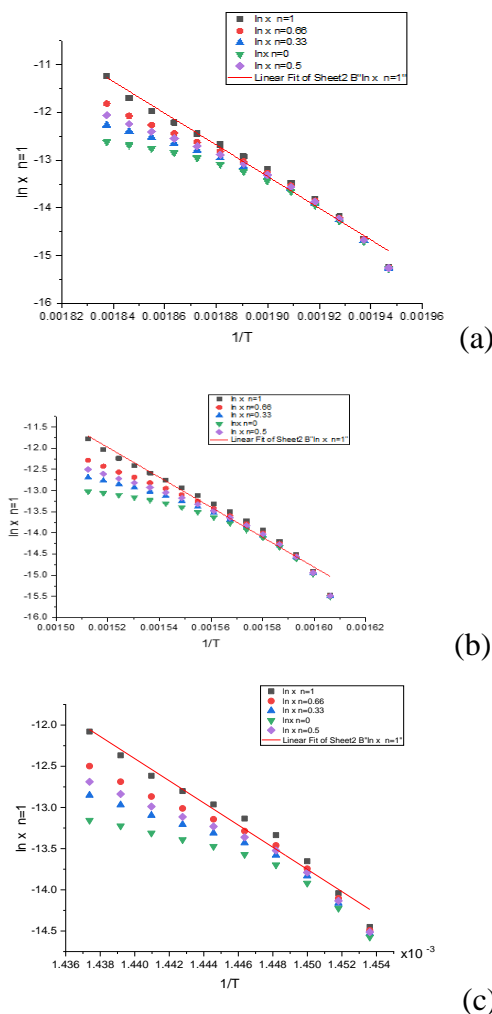 ln x n=1
ln x n=0.66
ln x n=0.33
lnx n=0
ln x n=0.5
Linear Fit of Sheet2 B"ln x n=1"
-11
-12
-13
-14
-15
-16
ln x n=1
0.00182 0.00184 0.00186 0.00188 0.00190 0.00192 0.00194 0.00196
1/T
(a)
ln x n=1
ln x n=0.66
ln x n=0.33
lnx n=0
ln x n=0.5
Linear Fit of Sheet2 B"ln x n=1"
-11.5
-12.0
-12.5
-13.0
-13.5
-14.0
-14.5
-15.0
-15.5
-16.0
ln x n=1
0.00150 0.00152 0.00154 0.00156 0.00158 0.00160 0.00162
1/T
(b)
ln x n=1
ln x n=0.66
ln x n=0.33
lnx n=0
ln x n=0.5
Linear Fit of Sheet2 B"ln x n=1"
-12.0
-12.5
-13.0
-13.5
-14.0
-14.5
ln x n=1
1.436 1.438 1.440 1.442 1.444 1.446 1.448 1.450 1.452 1.454
x10 -3
1/T
(c)